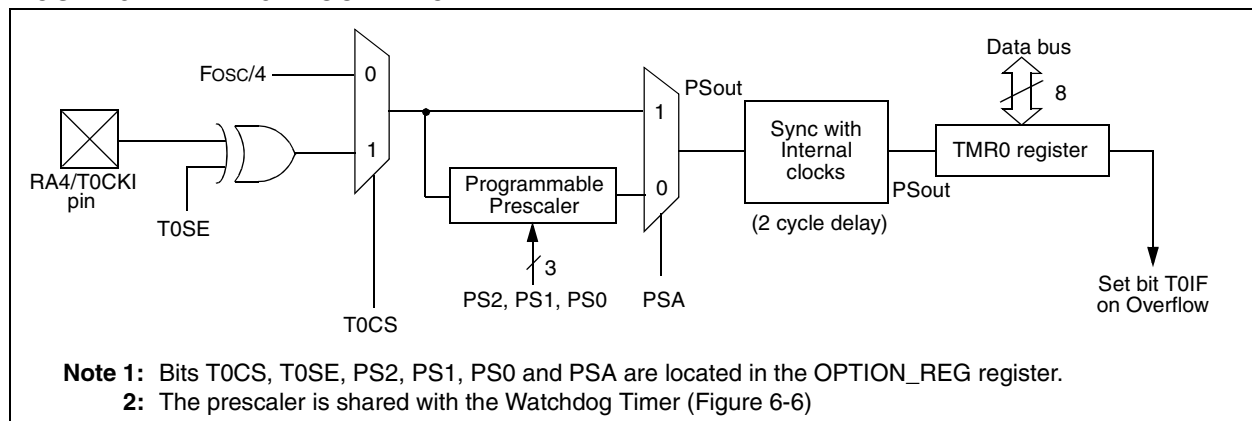 Data bus
FOSC/4
0
PSout
8
1
Sync with
Internal
clocks
TMR0 register
1
RA4/T0CKI
pin
Programmable
Prescaler
0
PSout
T0SE
(2 cycle delay)
3
PS2, PS1, PS0
PSA
Set bit T0IF
on Overflow
T0CS
Note 1: Bits T0CS, T0SE, PS2, PS1, PS0 and PSA are located in the OPTION_REG register.
2: The prescaler is shared with the Watchdog Timer (Figure 6-6)